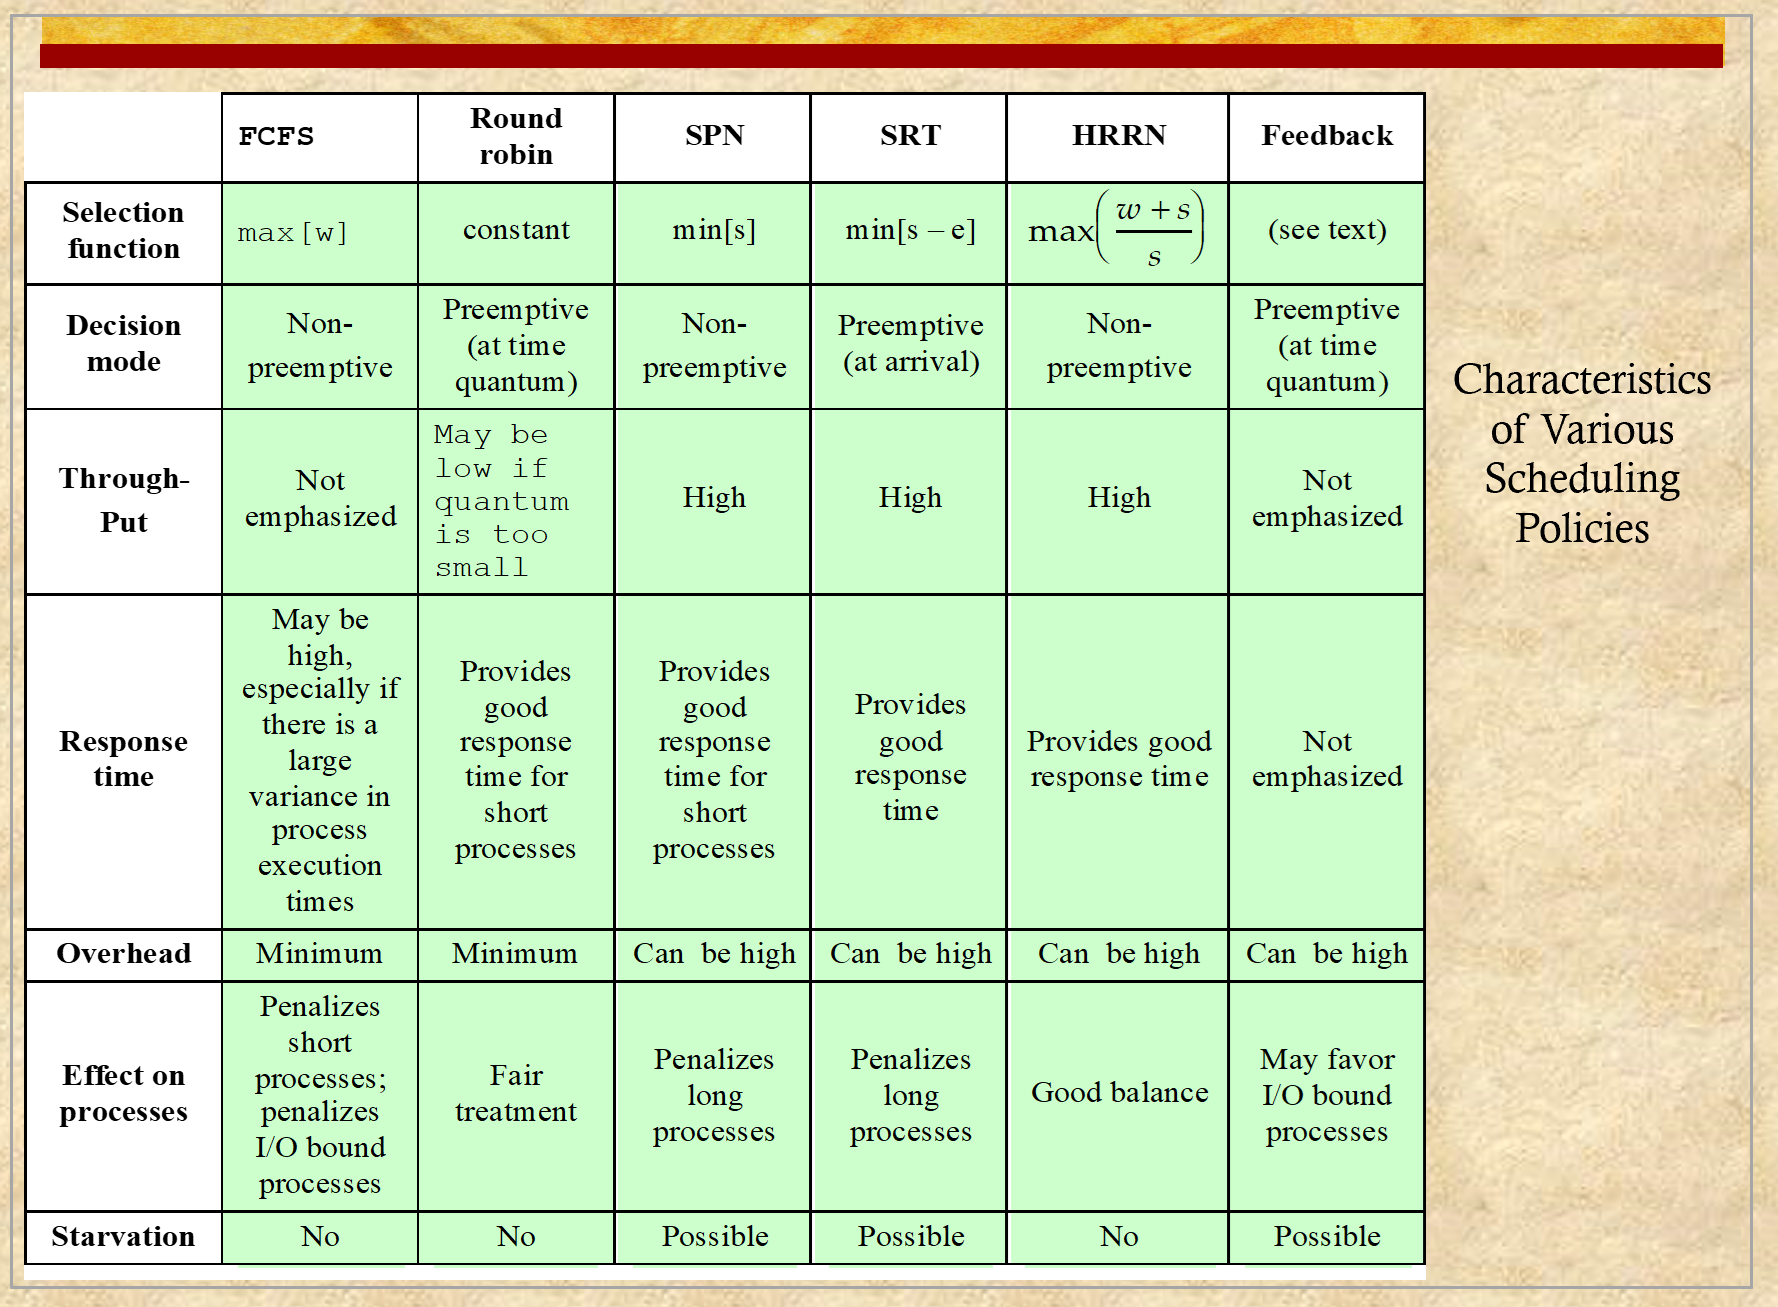 FCFS
Round
robin
SPN
SRT
HRRN
Feedback
Selection
function
max[w]
constant
min[s]
min[s – e]
max( (w + s) / s )
(see text)
Decision
mode
Non-
preemptive
Preemptive
(at time
quantum)
Non-
preemptive
Preemptive
(at arrival)
Non-
preemptive
Preemptive
(at time
quantum)
Through-
Put
Not
emphasized
May be
low if
quantum
is too
small
High
High
High
Not
emphasized
Response
time
May be
high,
especially if
there is a
large
variance in
process
execution
times
Provides
good
response
time for
short
processes
Provides
good
response
time for
short
processes
Provides
good
response
time
Provides good
response time
Not
emphasized
Overhead
Minimum
Minimum
Can be high
Can be high
Can be high
Can be high
Effect on
processes
Penalizes
short
processes;
penalizes
I/O bound
processes
Fair
treatment
Penalizes
long
processes
Penalizes
long
processes
Good balance
May favor
I/O bound
processes
Starvation
No
No
Possible
Possible
No
Possible
Characteristics
of Various
Scheduling
Policies